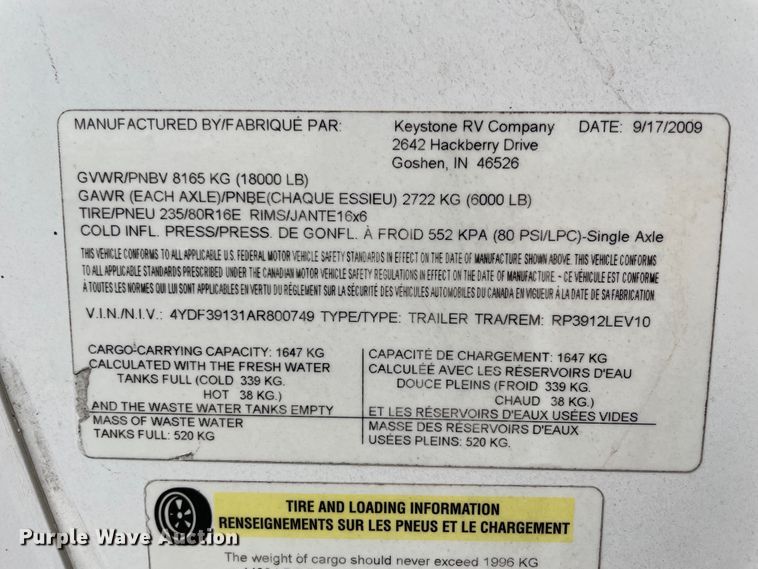 MANUFACTURED BY/FABRIQUÉ PAR: Keystone RV Company DATE: 9/17/2009
2642 Hackberry Drive
Goshen, IN 46526
GVWR/PNBV 8165 KG (18000 LB)
GAWR (EACH AXLE)/PNBE(CHAQUE ESSIEU) 2722 KG (6000 LB)
TIRE/PNEU 235/80R16E RIMS/JANTE16x6
COLD INFL. PRESS/PRESS. DE GONFL. À FROID 552 KPA (80 PSI/LPC)-Single Axle
THIS VEHICLE CONFORMS TO ALL APPLICABLE U.S. FEDERAL MOTOR VEHICLE SAFETY STANDARDS IN EFFECT ON THE DATE OF MANUFACTURE SHOWN ABOVE. THIS VEHICLE CONFORMS
TO ALL APPLICABLE STANDARDS PRESCRIBED UNDER THE CANADIAN MOTOR VEHICLE SAFETY REGULATIONS IN EFFECT ON THE DATE OF MANUFACTURE - CE VÉHICULE EST CONFORME
À TOUTES LES NORMES QUI LUI SONT APPLICABLES EN VERTU DU RÈGLEMENT SUR LA SÉCURITÉ DES VÉHICULES AUTOMOBILES DU CANADA EN VIGUEUR À LA DATE DE SA FABRICATION.
V.I.N./N.I.V.: 4YDF39131AR800749 TYPE/TYPE: TRAILER TRA/REM: RP3912LEV10
CARGO-CARRYING CAPACITY: 1647 KG
CALCULATED WITH THE FRESH WATER
TANKS FULL (COLD 339 KG.
HOT 38 KG.)
AND THE WASTE WATER TANKS EMPTY
MASS OF WASTE WATER
TANKS FULL: 520 KG
CAPACITÉ DE CHARGEMENT: 1647 KG
CALCULÉE AVEC LES RÉSERVOIRS D'EAU
DOUCE PLEINS (FROID 339 KG.
CHAUD 38 KG.)
ET LES RÉSERVOIRS D'EAUX USÉES VIDES
MASSE DES RÉSERVOIRS D'EAUX
USÉES PLEINS: 520 KG
TIRE AND LOADING INFORMATION
RENSEIGNEMENTS SUR LES PNEUS ET LE CHARGEMENT
The weight of cargo should never exceed 1996 KG
Purple Wave Auction